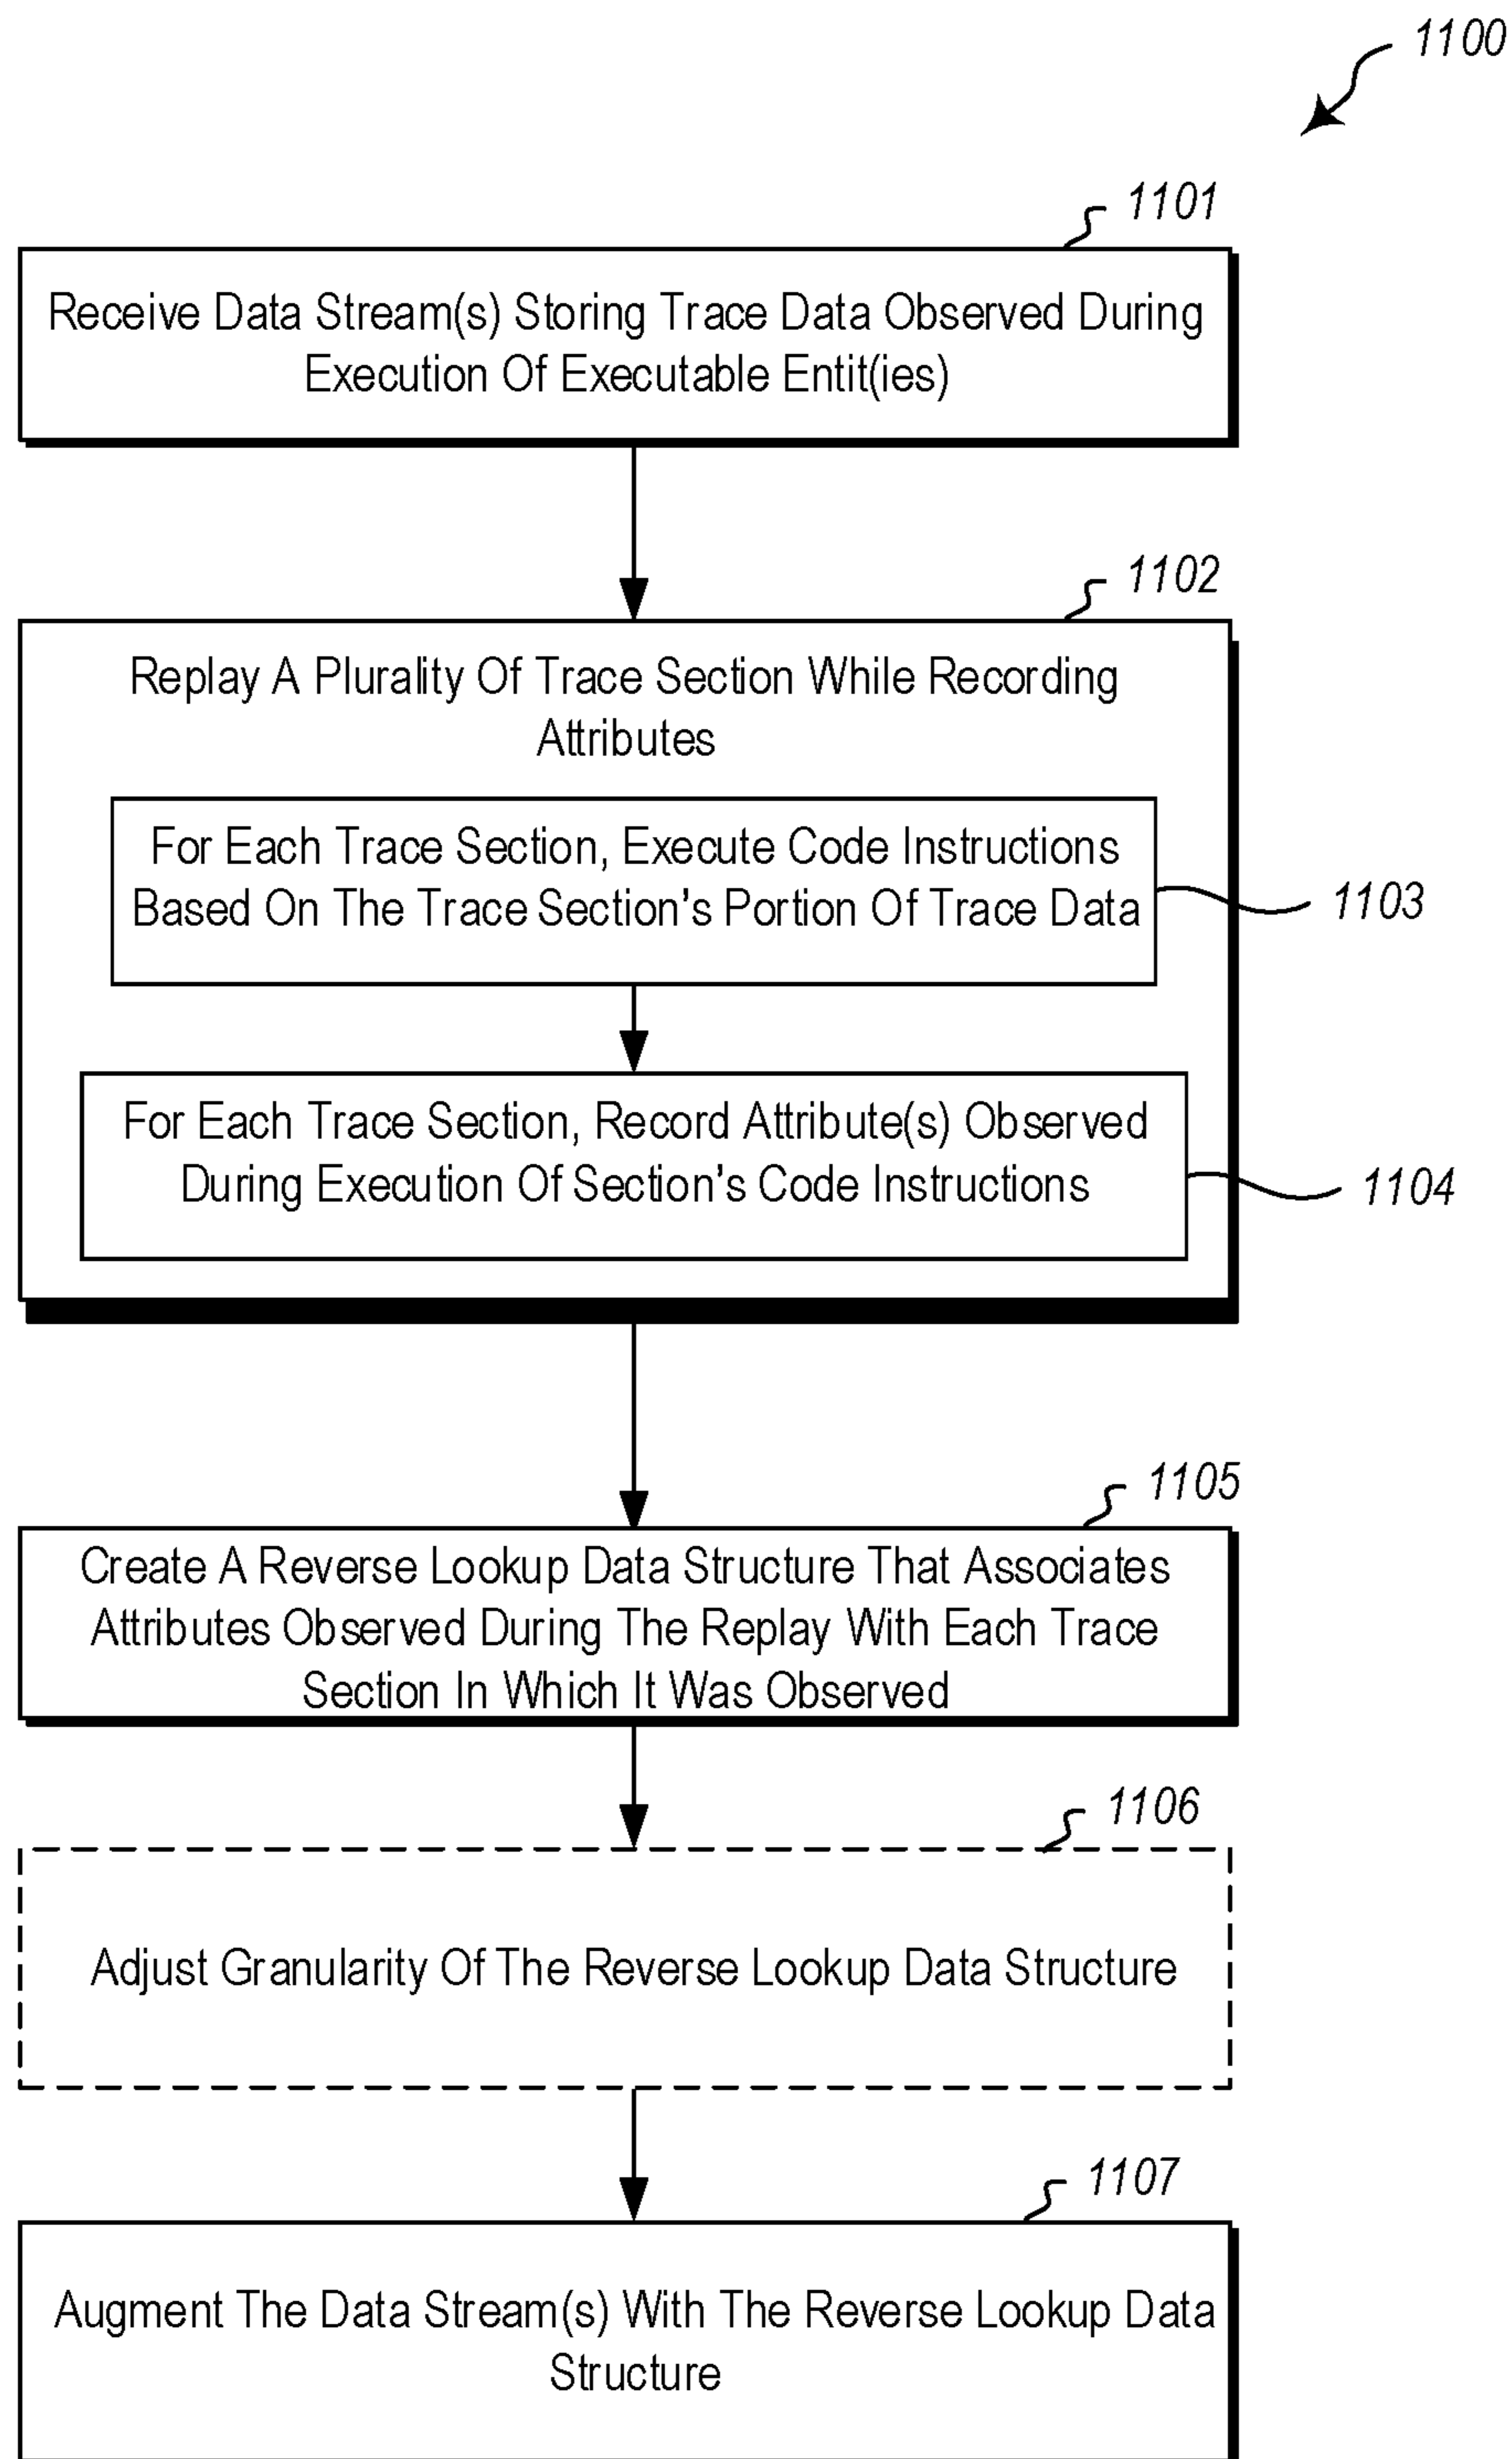 1100
1101
Receive Data Stream(s) Storing Trace Data Observed During
Execution Of Executable Entit(ies)
1102
Replay A Plurality Of Trace Section While Recording
Attributes
For Each Trace Section, Execute Code Instructions
Based On The Trace Section's Portion Of Trace Data
1103
For Each Trace Section, Record Attribute(s) Observed
During Execution Of Section's Code Instructions
1104
1105
Create A Reverse Lookup Data Structure That Associates
Attributes Observed During The Replay With Each Trace
Section In Which It Was Observed
1106
Adjust Granularity Of The Reverse Lookup Data Structure
1107
Augment The Data Stream(s) With The Reverse Lookup Data
Structure